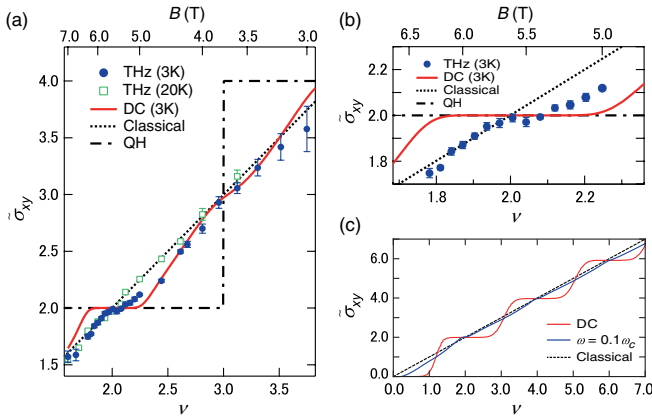 (a)
B (T)
7.0 6.0 5.0 4.0 3.0
THz (3K)
THz (20K)
DC (3K)
Classical
QH
4.0
3.5
3.0
2.5
2.0
1.5
σ̃xy
2.0 2.5 3.0 3.5
ν
(b)
B (T)
6.5 6.0 5.5 5.0
THz (3K)
DC (3K)
Classical
QH
2.2
2.0
1.8
σ̃xy
1.8 2.0 2.2
ν
(c)
6.0
4.0
2.0
0.0
σ̃xy
DC
ω = 0.1ωc
Classical
0.0 1.0 2.0 3.0 4.0 5.0 6.0 7.0
ν